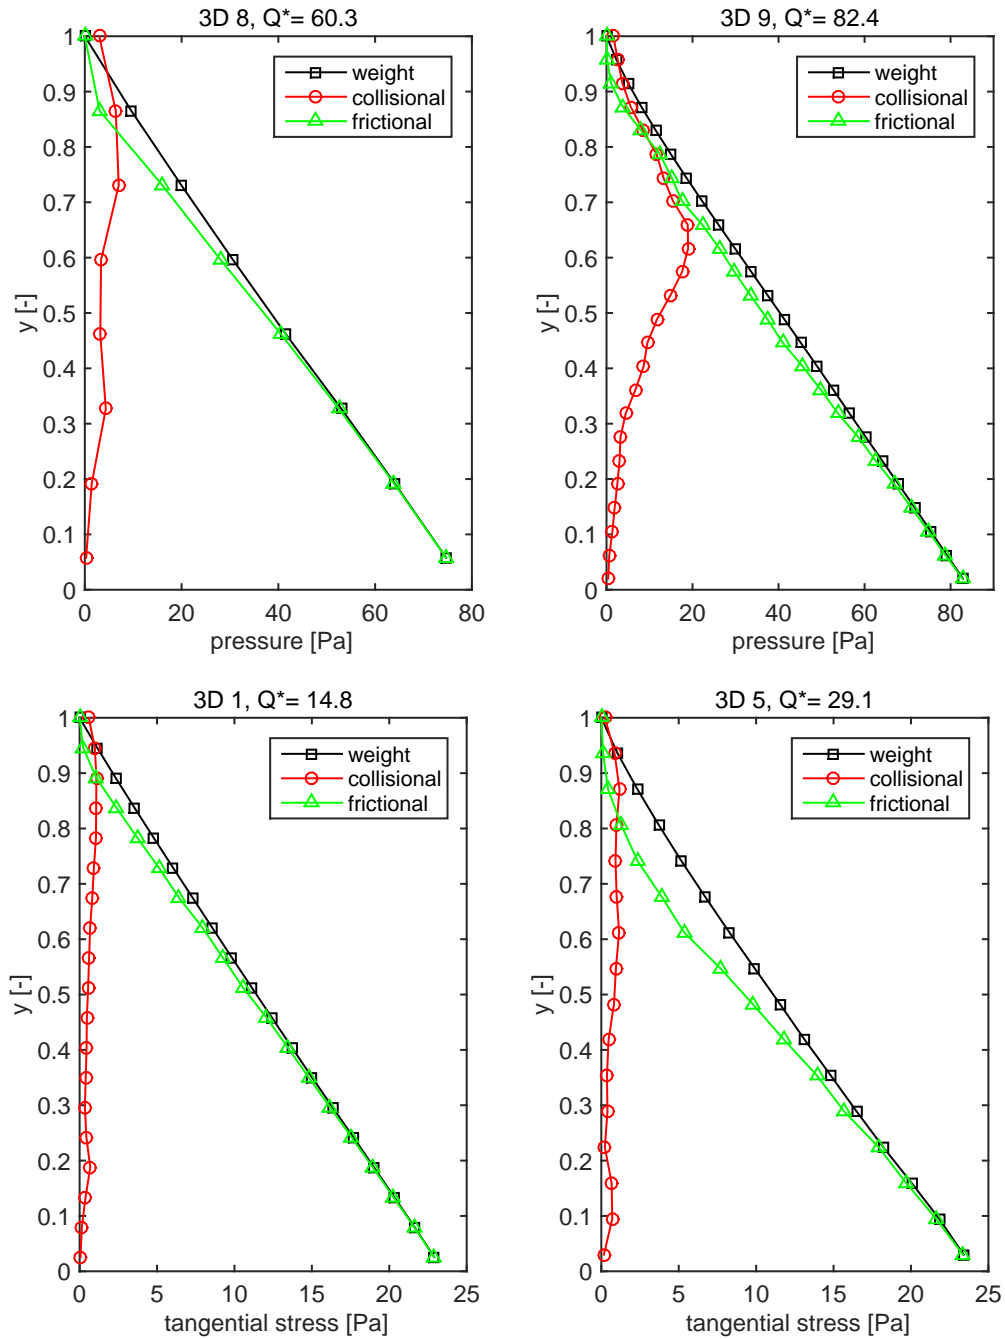 3D 8, Q*= 60.3
1
0.9
0.8
0.7
0.6
0.5
0.4
0.3
0.2
0.1
0
y [-]
weight
collisional
frictional
0 20 40 60 80
pressure [Pa]
3D 9, Q*= 82.4
1
0.9
0.8
0.7
0.6
0.5
0.4
0.3
0.2
0.1
0
y [-]
weight
collisional
frictional
0 20 40 60 80
pressure [Pa]
3D 1, Q*= 14.8
1
0.9
0.8
0.7
0.6
0.5
0.4
0.3
0.2
0.1
0
y [-]
weight
collisional
frictional
0 5 10 15 20 25
tangential stress [Pa]
3D 5, Q*= 29.1
1
0.9
0.8
0.7
0.6
0.5
0.4
0.3
0.2
0.1
0
y [-]
weight
collisional
frictional
0 5 10 15 20 25
tangential stress [Pa]